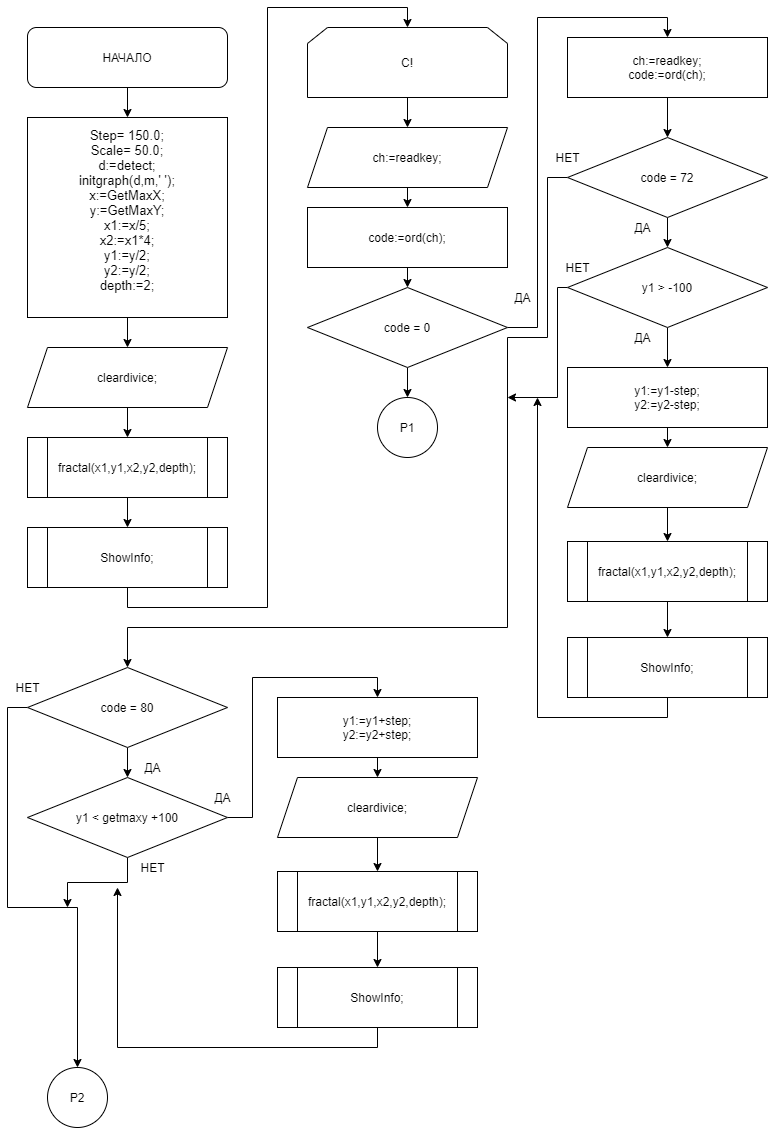 НАЧАЛО
Step= 150.0;
Scale= 50.0;
d:=detect;
initgraph(d,m,' ');
x:=GetMaxX;
y:=GetMaxY;
x1:=x/5;
x2:=x1*4;
y1:=y/2;
y2:=y/2;
depth:=2;
cleardivice;
fractal(x1,y1,x2,y2,depth);
ShowInfo;
C!
ch:=readkey;
code:=ord(ch);
code = 0
ДА
P1
ch:=readkey;
code:=ord(ch);
НЕТ
code = 72
ДА
НЕТ
y1 > -100
ДА
y1:=y1-step;
y2:=y2-step;
cleardivice;
fractal(x1,y1,x2,y2,depth);
ShowInfo;
НЕТ
code = 80
ДА
y1 < getmaxy +100
ДА
НЕТ
y1:=y1+step;
y2:=y2+step;
cleardivice;
fractal(x1,y1,x2,y2,depth);
ShowInfo;
P2